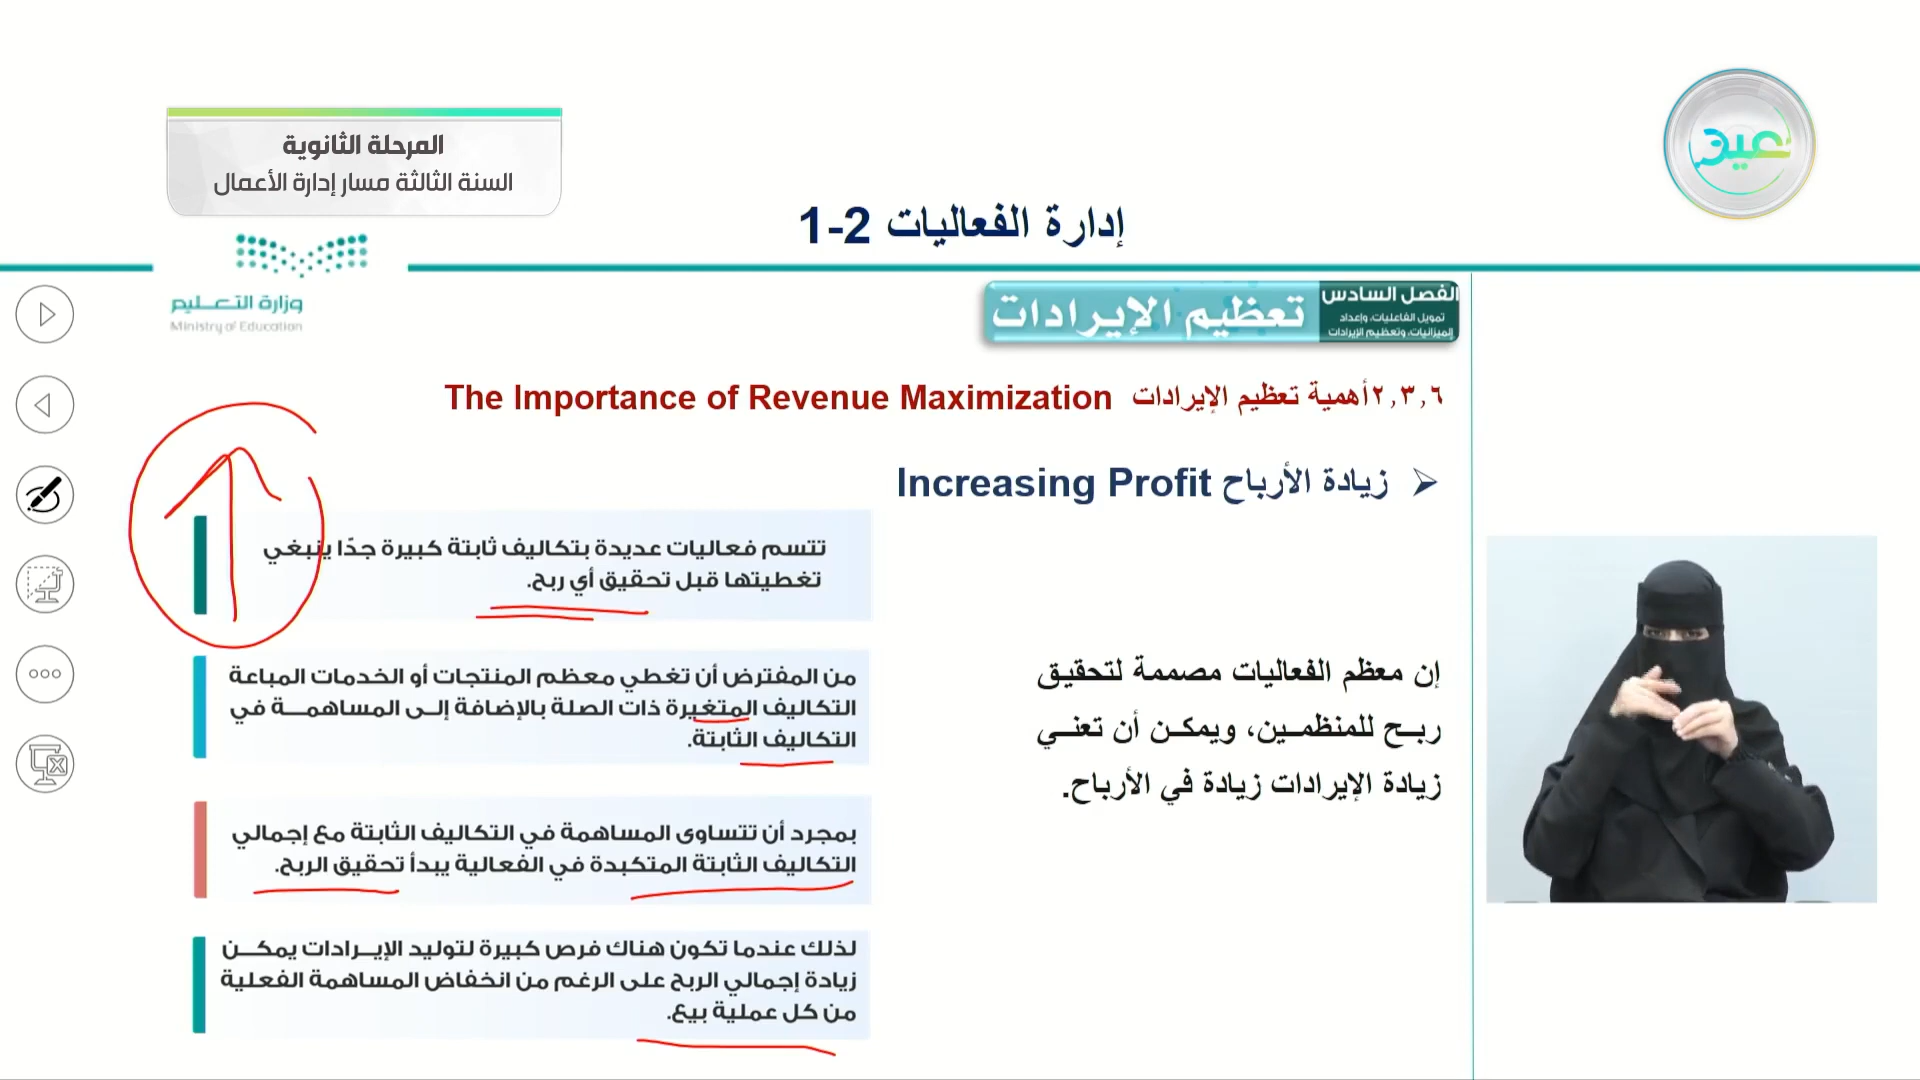 المرحلة الثانوية
السنة الثالثة مسار إدارة الأعمال
عين
إدارة الفعاليات 2-1
وزارة التعليم
Ministry of Education
الفصل السادس
تمويل الفاعليات، وإعداد
الميزانيات، وتعظيم الإيرادات
تعظيم الإيرادات
٢,٣,٦أهمية تعظيم الإيرادات The Importance of Revenue Maximization
زيادة الأرباح Increasing Profit
إن معظم الفعاليات مصممة لتحقيق
ربح للمنظمين، ويمكن أن تعني
زيادة الإيرادات زيادة في الأرباح.
تتسم فعاليات عديدة بتكاليف ثابتة كبيرة جدًا ينبغي
تغطيتها قبل تحقيق أي ربح.
من المفترض أن تغطي معظم المنتجات أو الخدمات المباعة
التكاليف المتغيرة ذات الصلة بالإضافة إلى المساهمة في
التكاليف الثابتة.
بمجرد أن تتساوى المساهمة في التكاليف الثابتة مع إجمالي
التكاليف الثابتة المتكبدة في الفعالية يبدأ تحقيق الربح.
لذلك عندما تكون هناك فرص كبيرة لتوليد الإيرادات يمكن
زيادة إجمالي الربح على الرغم من انخفاض المساهمة الفعلية
من كل عملية بيع.